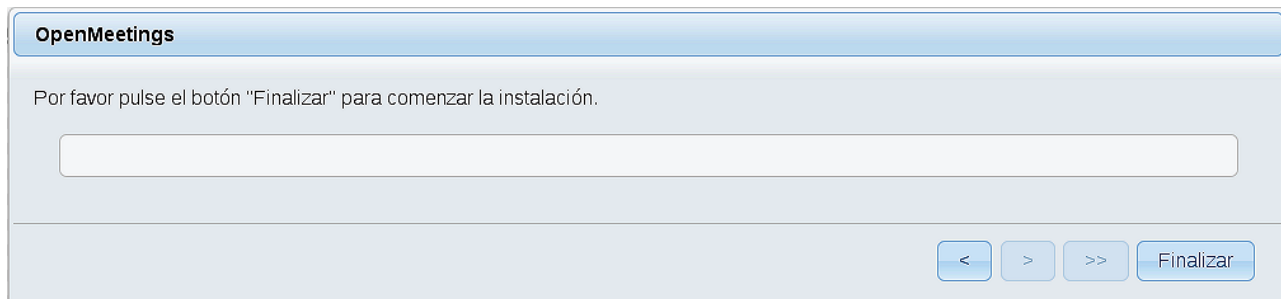 OpenMeetings
Por favor pulse el botón "Finalizar" para comenzar la instalación.
< > >> Finalizar